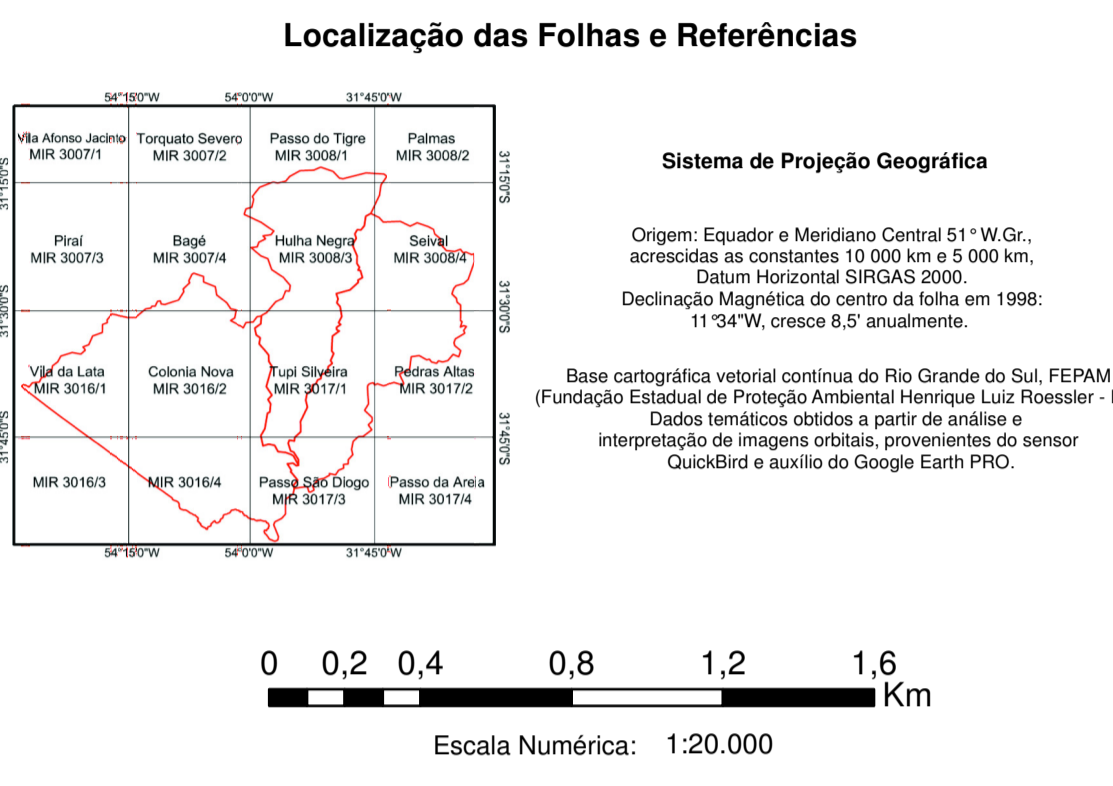 Localização das Folhas e Referências
54°15'0"W 54°0'0"W 31°45'0"W
Vila Afonso Jacinto Torquato Severo Passo do Tigre Palmas
MIR 3007/1 MIR 3007/2 MIR 3008/1 MIR 3008/2
31°15'0"S 31°15'0"S
Piraí Bagé Hulha Negra Seival
MIR 3007/3 MIR 3007/4 MIR 3008/3 MIR 3008/4
31°30'0"S 31°30'0"S
Vila da Lata Colonia Nova Tupi Silveira Pedras Altas
MIR 3016/1 MIR 3016/2 MIR 3017/1 MIR 3017/2
31°45'0"S 31°45'0"S
MIR 3016/3 MIR 3016/4 Passo São Diogo Passo da Areia
MIR 3017/3 MIR 3017/4
54°15'0"W 54°0'0"W 31°45'0"W
Sistema de Projeção Geográfica
Origem: Equador e Meridiano Central 51° W.Gr.,
acrescidas as constantes 10 000 km e 5 000 km,
Datum Horizontal SIRGAS 2000.
Declinação Magnética do centro da folha em 1998:
11°34"W, cresce 8,5' anualmente.
Base cartográfica vetorial contínua do Rio Grande do Sul, FEPAM
(Fundação Estadual de Proteção Ambiental Henrique Luiz Roessler -
Dados temáticos obtidos a partir de análise e
interpretação de imagens orbitais, provenientes do sensor
QuickBird e auxílio do Google Earth PRO.
0 0,2 0,4 0,8 1,2 1,6
Km
Escala Numérica: 1:20.000